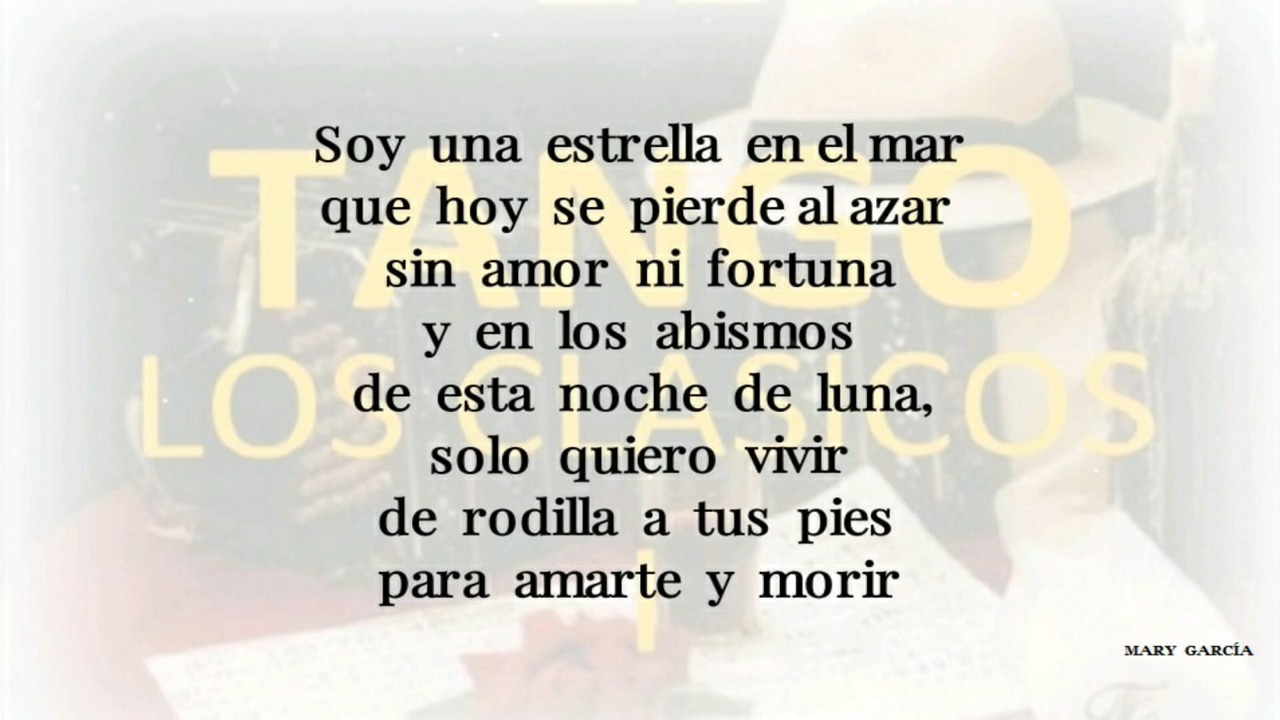 Soy una estrella en el mar
que hoy se pierde al azar
sin amor ni fortuna
y en los abismos
de esta noche de luna,
solo quiero vivir
de rodilla a tus pies
para amarte y morir
MARY GARCÍA
TANGO
LOS CLASICOS
I